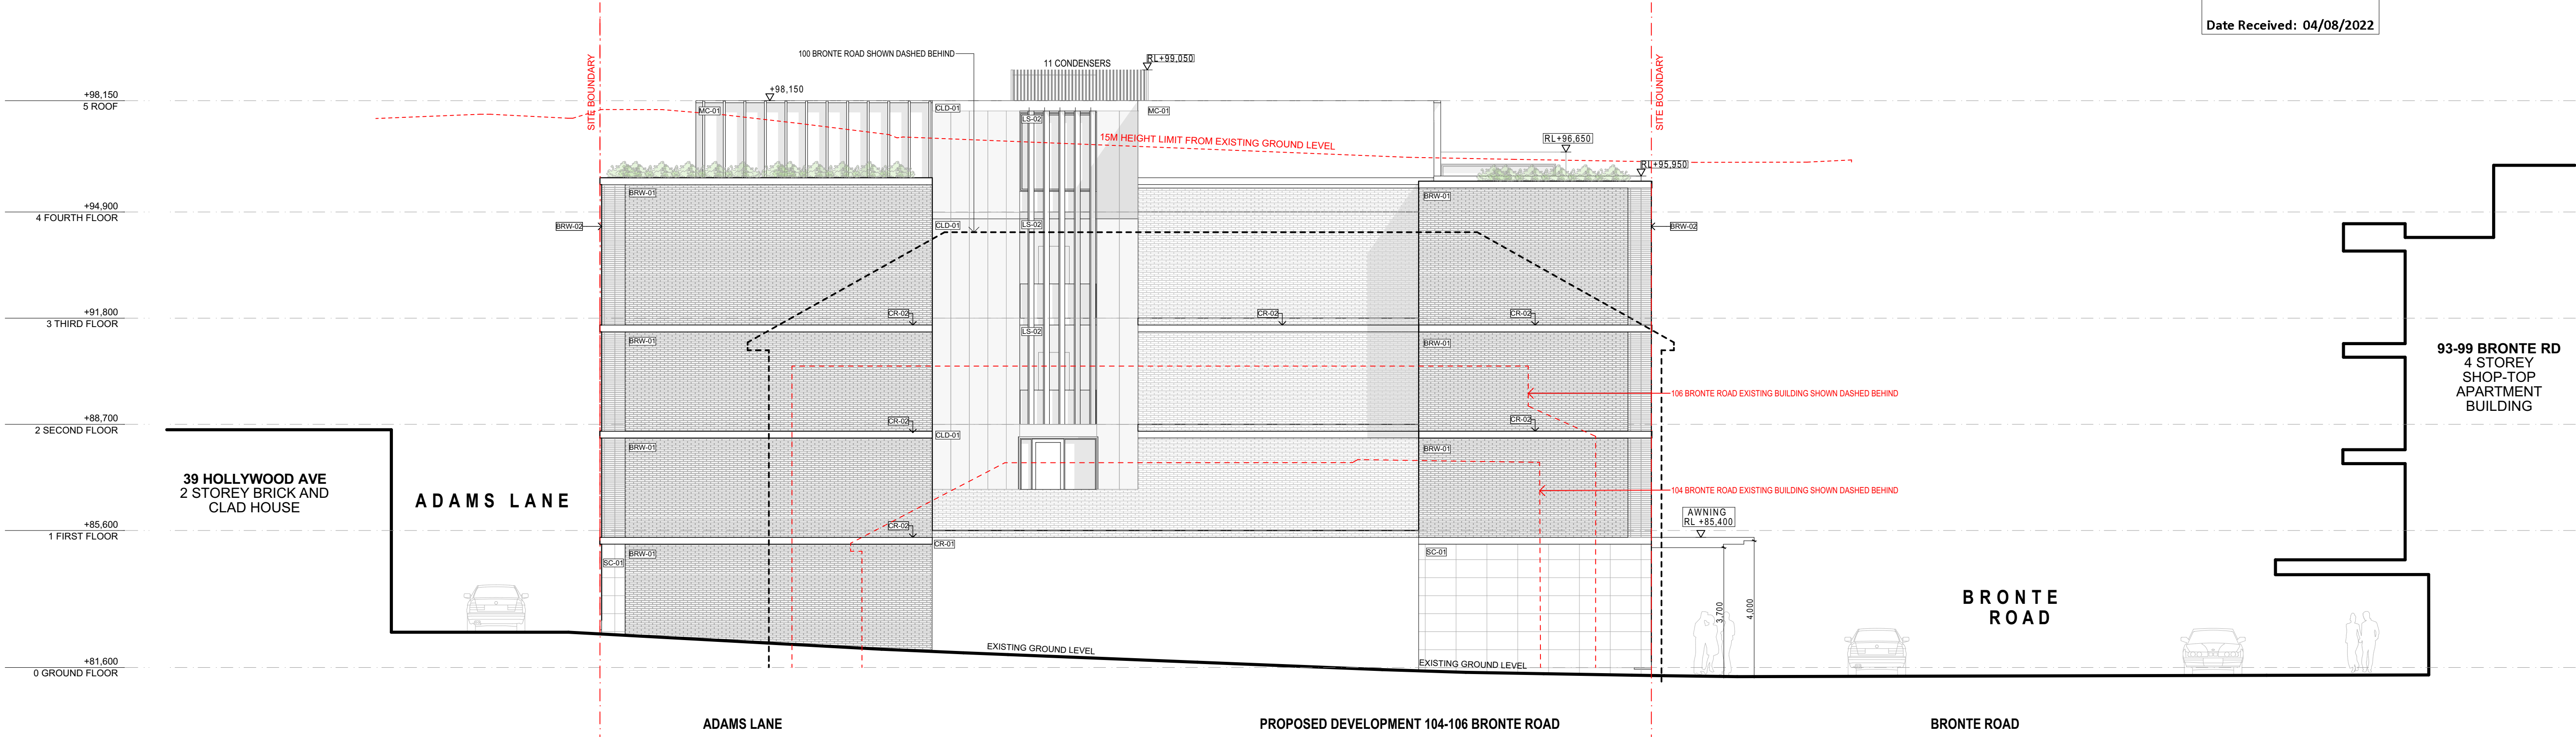 Date Received: 04/08/2022
SITE BOUNDARY
SITE BOUNDARY
100 BRONTE ROAD SHOWN DASHED BEHIND
11 CONDENSERS
RL+99,050
+98,150
5 ROOF
+98,150
MC-01
CLD-01
LS-02
MC-01
15M HEIGHT LIMIT FROM EXISTING GROUND LEVEL
RL+96,650
RL+95,950
+94,900
4 FOURTH FLOOR
BRW-01
BRW-01
BRW-02
CLD-01
LS-02
BRW-02
+91,800
3 THIRD FLOOR
CR-02
CR-02
CR-02
LS-02
BRW-01
BRW-01
93-99 BRONTE RD
4 STOREY
SHOP-TOP
APARTMENT
BUILDING
106 BRONTE ROAD EXISTING BUILDING SHOWN DASHED BEHIND
+88,700
2 SECOND FLOOR
CR-02
CR-02
CLD-01
BRW-01
BRW-01
39 HOLLYWOOD AVE
2 STOREY BRICK AND
CLAD HOUSE
ADAMS LANE
104 BRONTE ROAD EXISTING BUILDING SHOWN DASHED BEHIND
AWNING
RL +85,400
+85,600
1 FIRST FLOOR
CR-02
CR-01
BRW-01
SC-01
SC-01
3,700
4,000
BRONTE
ROAD
EXISTING GROUND LEVEL
EXISTING GROUND LEVEL
+81,600
0 GROUND FLOOR
ADAMS LANE
PROPOSED DEVELOPMENT 104-106 BRONTE ROAD
BRONTE ROAD